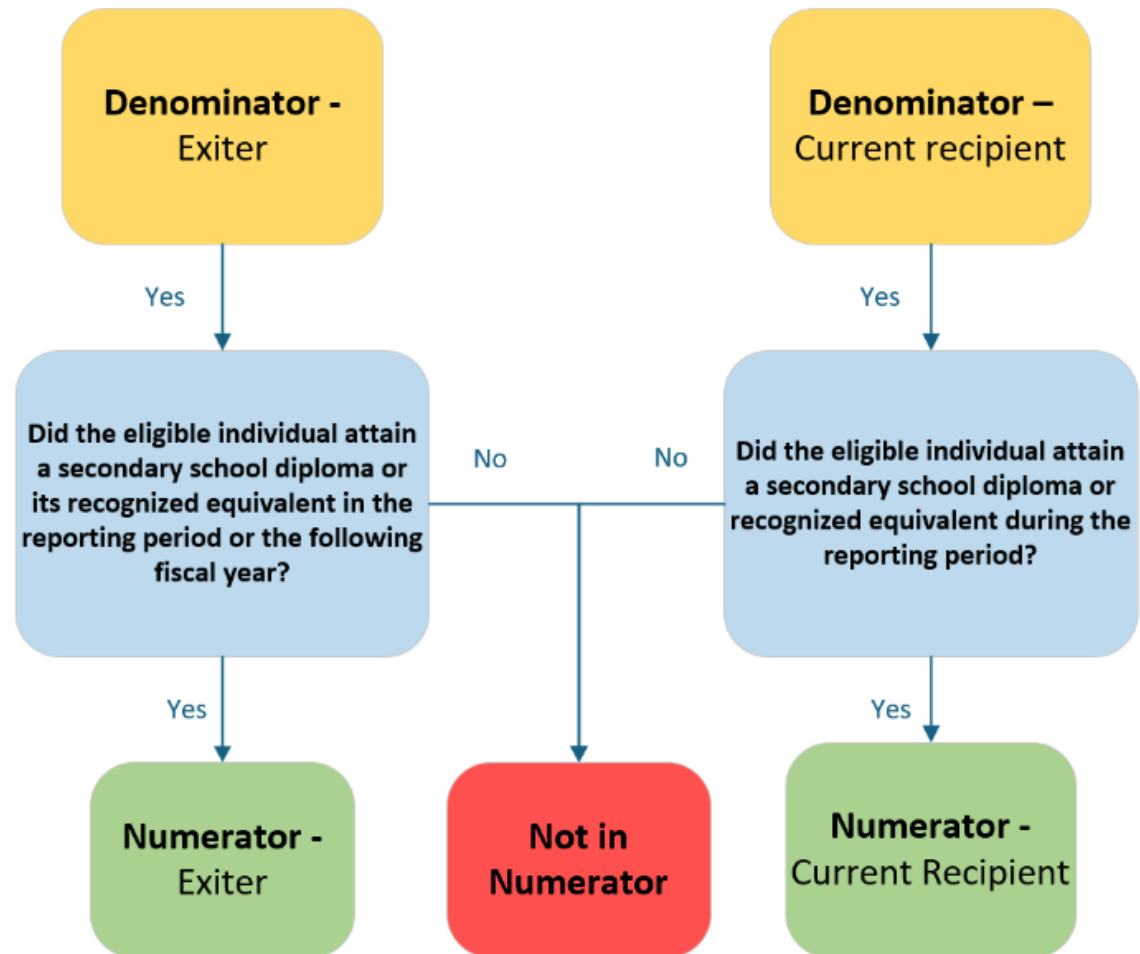 Denominator -
Exiter
Denominator –
Current recipient
Yes
Yes
Did the eligible individual attain
a secondary school diploma or
its recognized equivalent in the
reporting period or the following
fiscal year?
No
No
Did the eligible individual attain
a secondary school diploma or
recognized equivalent during the
reporting period?
Yes
Yes
Numerator -
Exiter
Not in
Numerator
Numerator -
Current Recipient